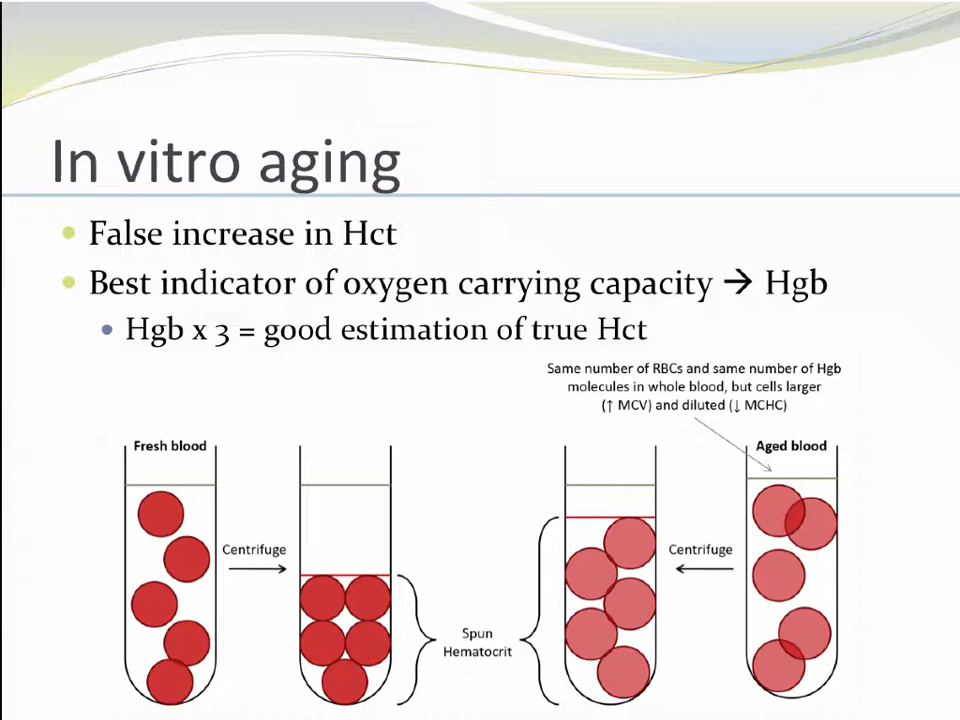 In vitro aging
False increase in Hct
Best indicator of oxygen carrying capacity → Hgb
Hgb x 3 = good estimation of true Hct
Same number of RBCs and same number of Hgb
molecules in whole blood, but cells larger
(↑ MCV) and diluted (↓ MCHC)
Fresh blood
Aged blood
Centrifuge
Centrifuge
Spun
Hematocrit